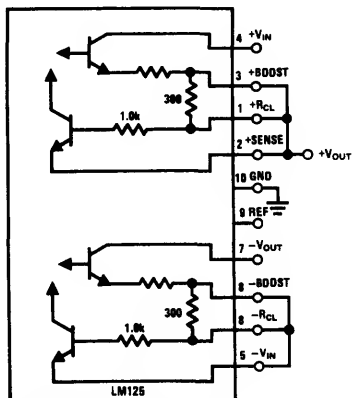 4 +VIN
3 +BOOST
300
1 +RCL
1.0k
2 +SENSE
+VOUT
10 GND
9 REF
7 -VOUT
8 -BOOST
300
6 -RCL
1.0k
5 -VIN
LM125